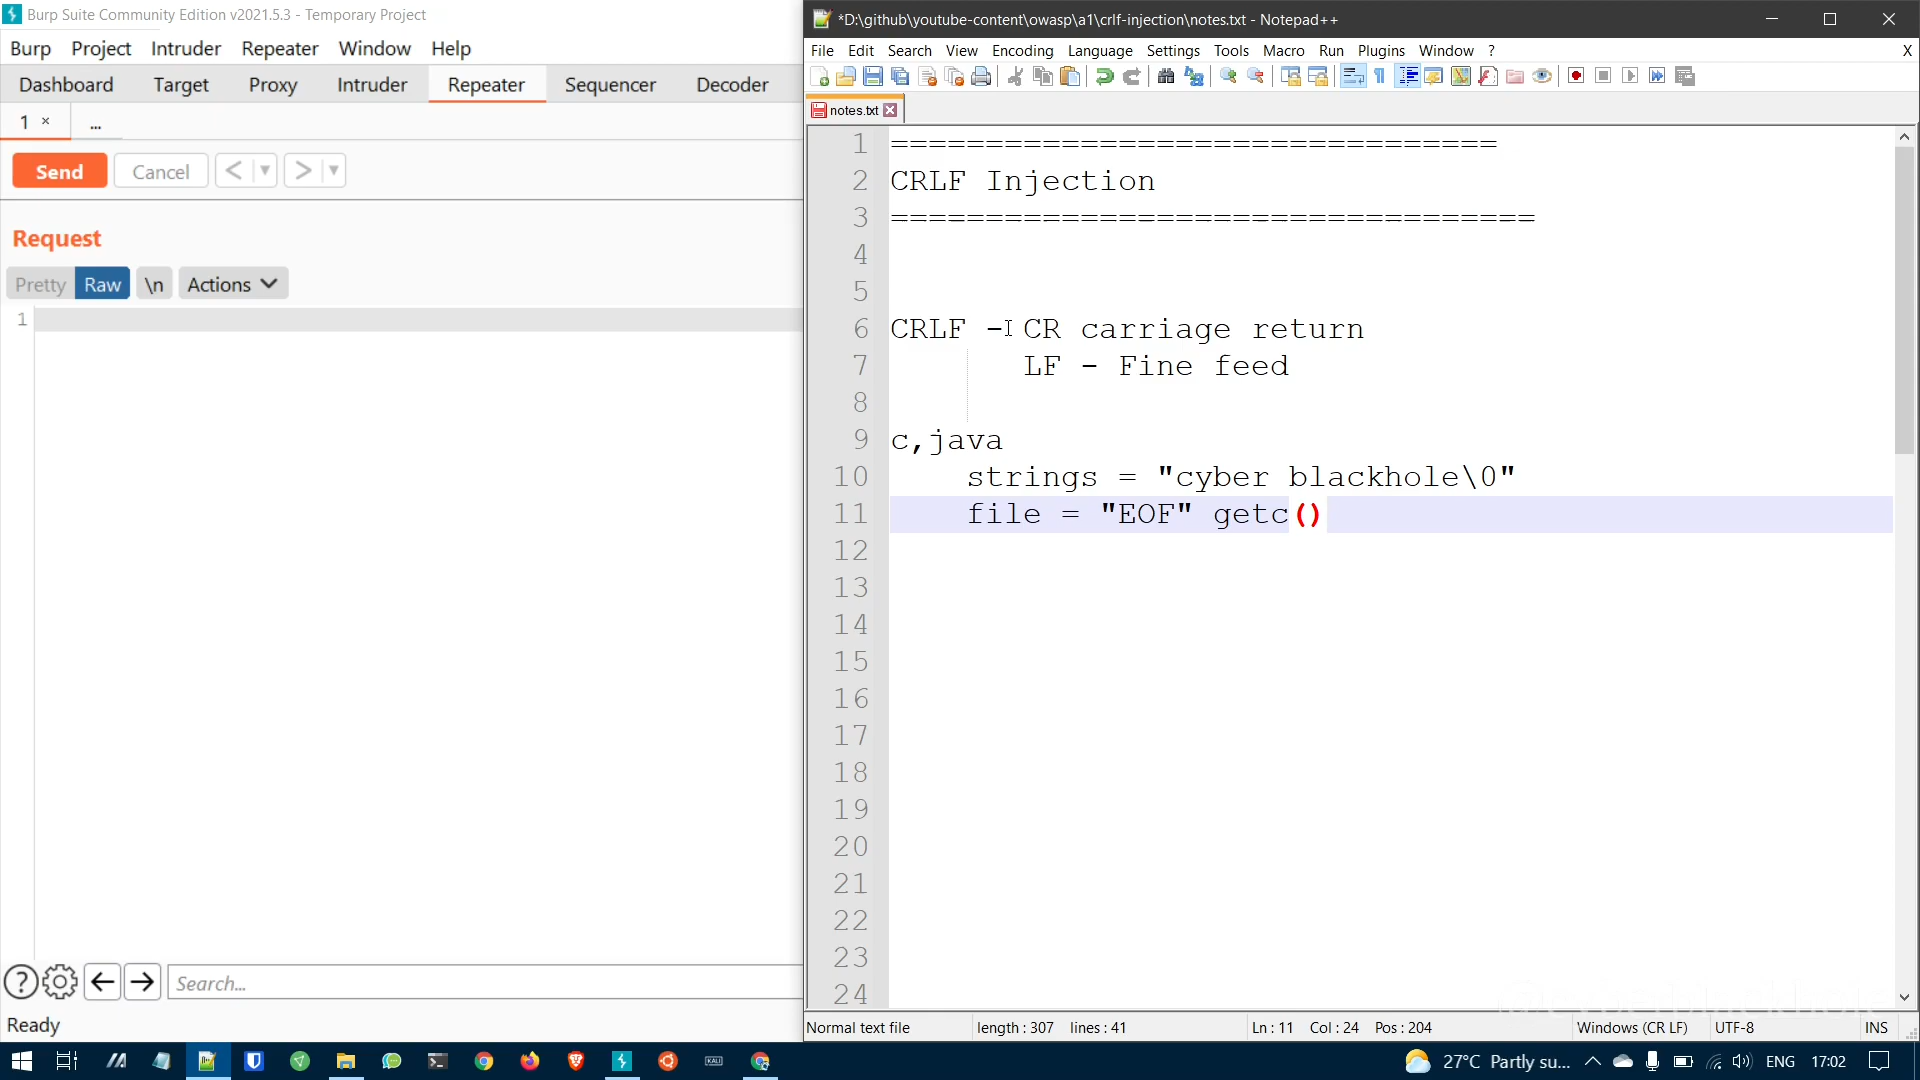 Burp Suite Community Edition v2021.5.3 - Temporary Project
Burp Project Intruder Repeater Window Help
Dashboard Target Proxy Intruder Repeater Sequencer Decoder
1 × ...
Send Cancel < >
Request
Pretty Raw \n Actions
1
Search...
Ready
*D:\github\youtube-content\owasp\a1\crlf-injection\notes.txt - Notepad++
File Edit Search View Encoding Language Settings Tools Macro Run Plugins Window ? X
notes.txt
1 ================================
2 CRLF Injection
3 ==================================
4
5
6 CRLF - CR carriage return
7 LF - Fine feed
8
9 c,java
10 strings = "cyber blackhole\0"
11 file = "EOF" getc()
12
13
14
15
16
17
18
19
20
21
22
23
24
Normal text file length : 307 lines : 41 Ln : 11 Col : 24 Pos : 204 Windows (CR LF) UTF-8 INS
27°C Partly su... ENG 17:02